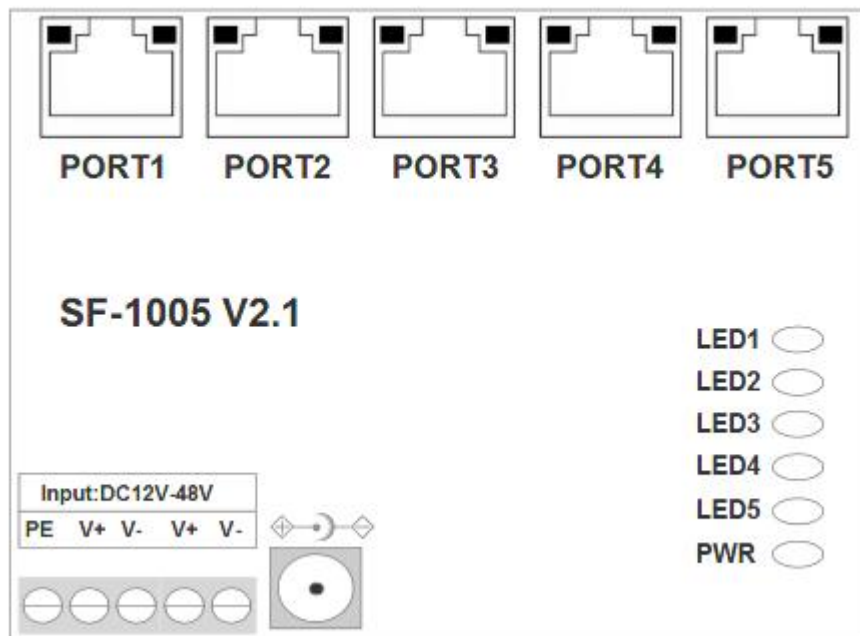 PORT1 PORT2 PORT3 PORT4 PORT5
SF-1005 V2.1
LED1
LED2
LED3
LED4
LED5
PWR
Input:DC12V-48V
PE V+ V- V+ V-